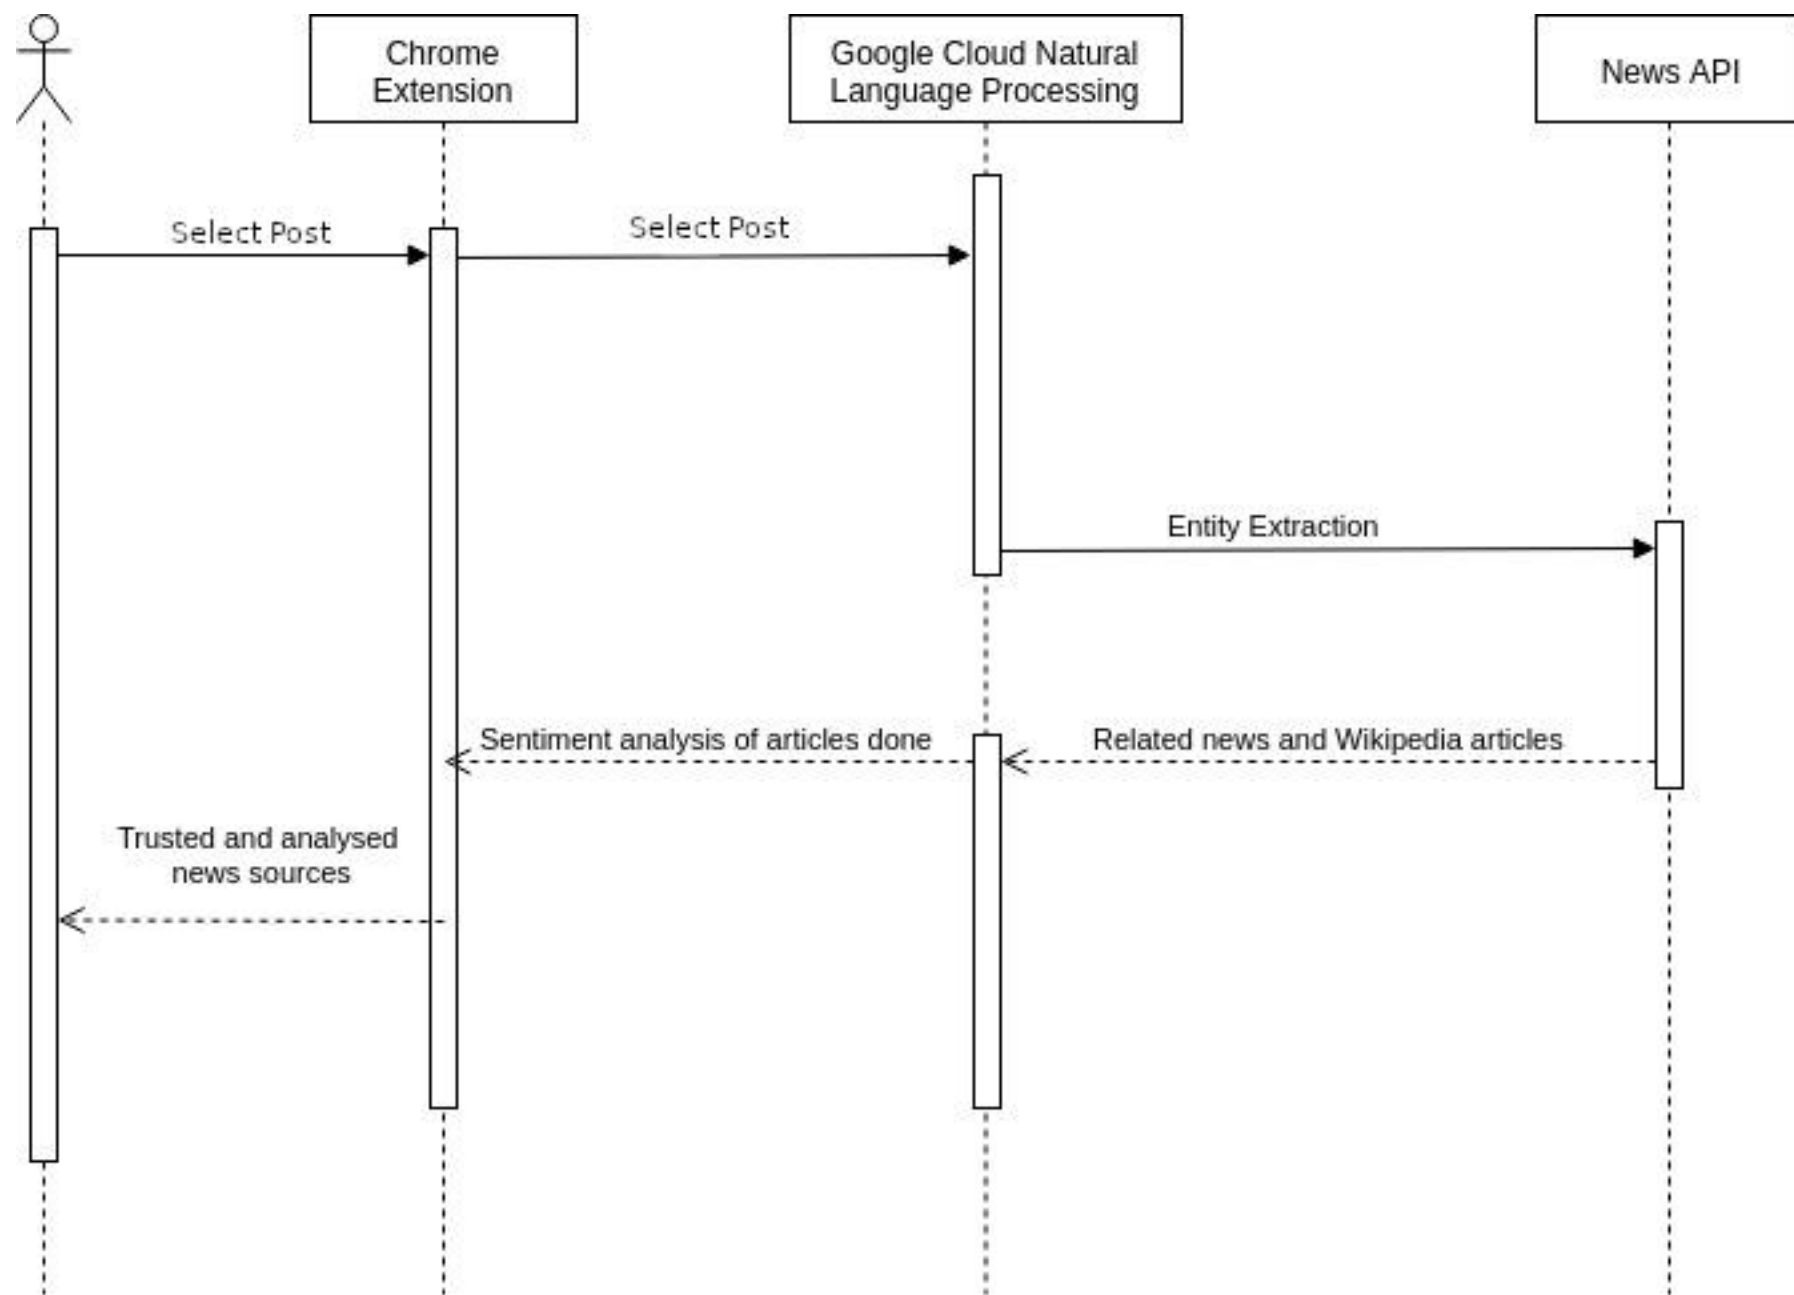 Chrome
Extension
Google Cloud Natural
Language Processing
News API
Select Post
Select Post
Entity Extraction
Sentiment analysis of articles done
Related news and Wikipedia articles
Trusted and analysed
news sources